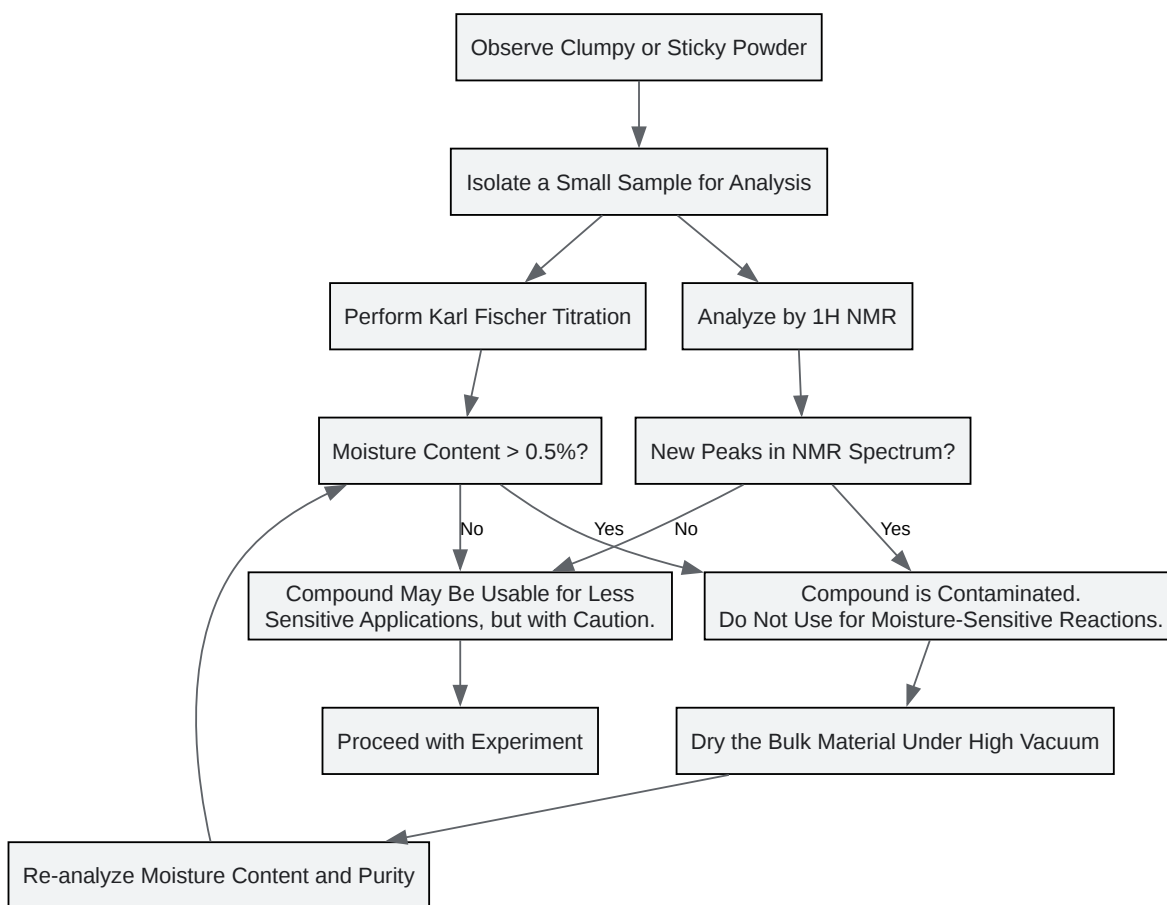 Observe Clumpy or Sticky Powder
Isolate a Small Sample for Analysis
Perform Karl Fischer Titration
Analyze by 1H NMR
Moisture Content > 0.5%?
New Peaks in NMR Spectrum?
No
Yes
No
Yes
Compound May Be Usable for Less
Sensitive Applications, but with Caution.
Compound is Contaminated.
Do Not Use for Moisture-Sensitive Reactions.
Proceed with Experiment
Dry the Bulk Material Under High Vacuum
Re-analyze Moisture Content and Purity